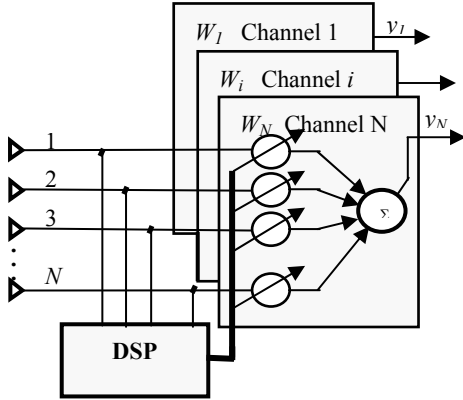 W1 Channel 1
v1
Wi Channel i
WN Channel N
vN
1
2
3
N
Σ
DSP